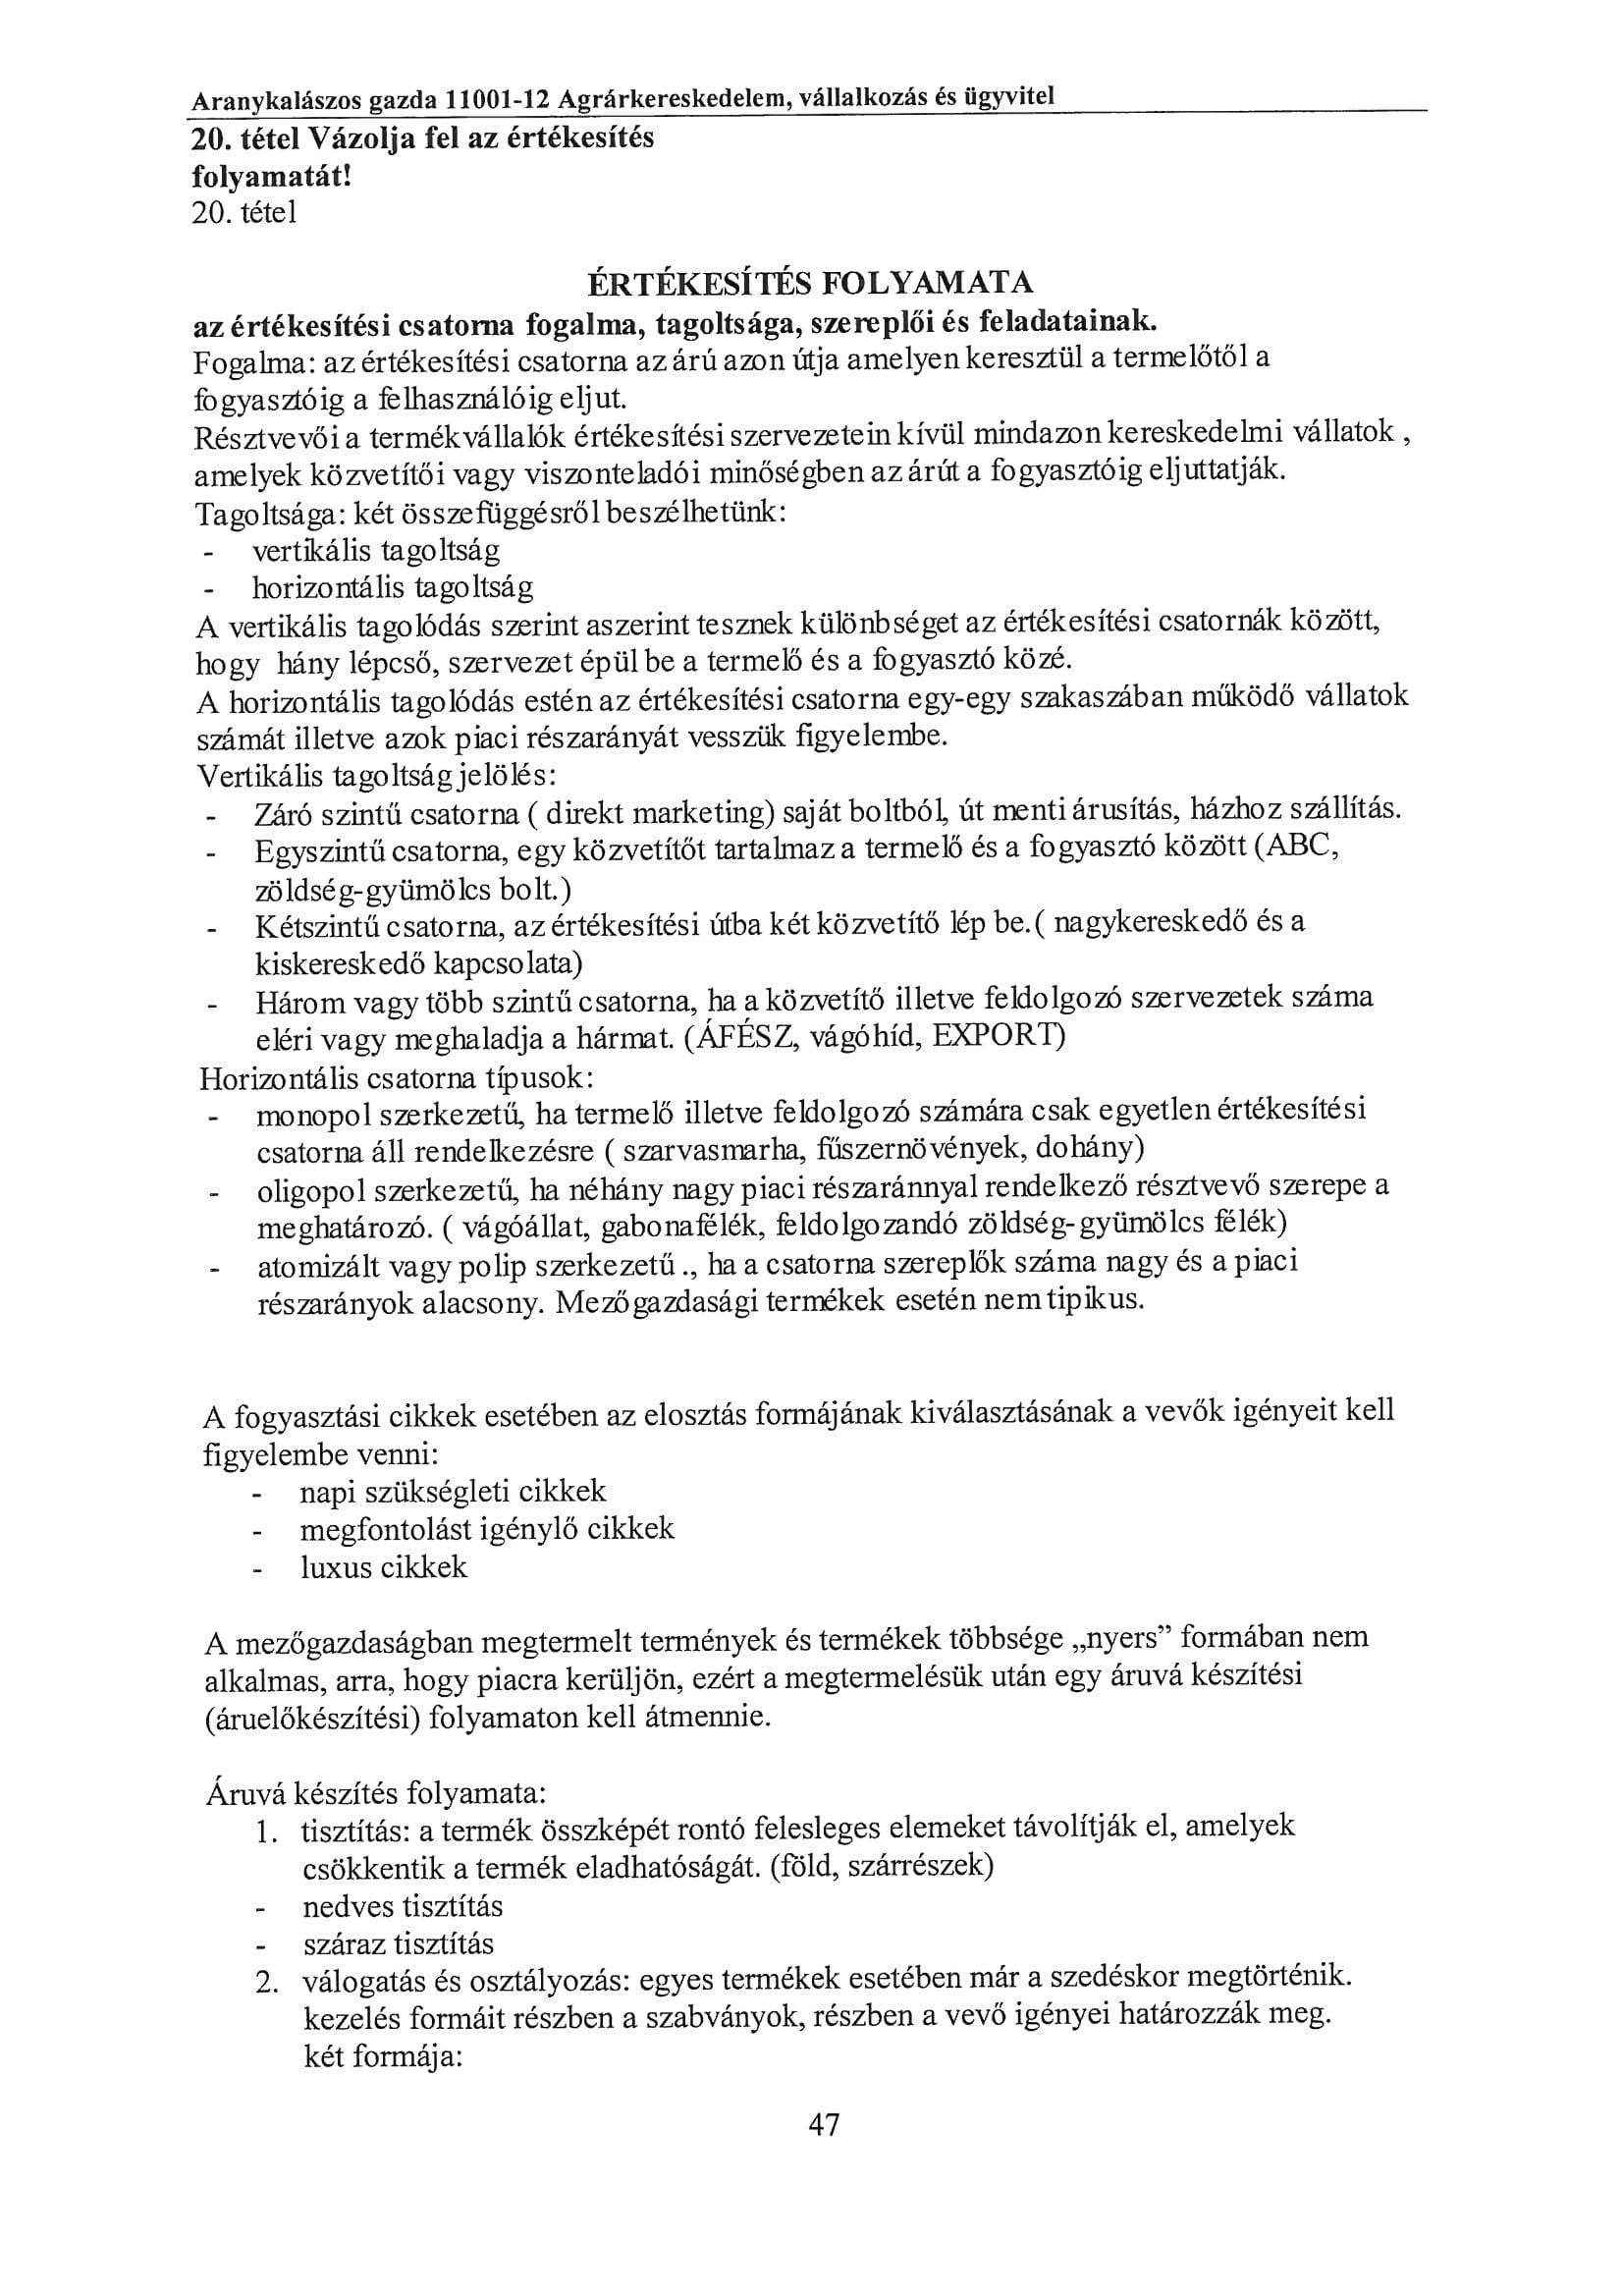 Aranykalászos gazda 11001-12 Agrárkereskedelem, vállalkozás és ügyvitel
20. tétel Vázolja fel az értékesítés
folyamatát!
20. tétel
ÉRTÉKESÍTÉS FOLYAMATA
az értékesítési csatorna fogalma, tagoltsága, szereplői és feladatainak.
Fogalma: az értékesítési csatorna az árú azon útja amelyen keresztül a termelőtől a
fogyasztóig a felhasználóig eljut.
Résztvevői a termékvállalók értékesítési szervezetein kívül mindazon kereskedelmi vállatok ,
amelyek közvetítői vagy viszonteladói minőségben az árút a fogyasztóig eljuttatják.
Tagoltsága: két összefüggésről beszélhetünk:
- vertikális tagoltság
- horizontális tagoltság
A vertikális tagolódás szerint aszerint tesznek különbséget az értékesítési csatornák között,
hogy hány lépcső, szervezet épül be a termelő és a fogyasztó közé.
A horizontális tagolódás estén az értékesítési csatorna egy-egy szakaszában működő vállatok
számát illetve azok piaci részarányát vesszük figyelembe.
Vertikális tagoltság jelölés:
- Záró szintű csatorna ( direkt marketing) saját boltból, út menti árusítás, házhoz szállítás.
- Egyszintű csatorna, egy közvetítőt tartalmaz a termelő és a fogyasztó között (ABC,
zöldség-gyümölcs bolt.)
- Kétszintű csatorna, az értékesítési útba két közvetítő lép be.( nagykereskedő és a
kiskereskedő kapcsolata)
- Három vagy több szintű csatorna, ha a közvetítő illetve feldolgozó szervezetek száma
eléri vagy meghaladja a hármat. (ÁFÉSZ, vágóhíd, EXPORT)
Horizontális csatorna típusok:
- monopol szerkezetű, ha termelő illetve feldolgozó számára csak egyetlen értékesítési
csatorna áll rendelkezésre ( szarvasmarha, fűszernövények, dohány)
- oligopol szerkezetű, ha néhány nagy piaci részaránnyal rendelkező résztvevő szerepe a
meghatározó. ( vágóállat, gabonafélék, feldolgozandó zöldség-gyümölcs félék)
- atomizált vagy polip szerkezetű ., ha a csatorna szereplők száma nagy és a piaci
részarányok alacsony. Mezőgazdasági termékek esetén nem tipikus.
A fogyasztási cikkek esetében az elosztás formájának kiválasztásának a vevők igényeit kell
figyelembe venni:
- napi szükségleti cikkek
- megfontolást igénylő cikkek
- luxus cikkek
A mezőgazdaságban megtermelt termények és termékek többsége „nyers” formában nem
alkalmas, arra, hogy piacra kerüljön, ezért a megtermelésük után egy áruvá készítési
(áruelőkészítési) folyamaton kell átmennie.
Áruvá készítés folyamata:
1. tisztítás: a termék összképét rontó felesleges elemeket távolítják el, amelyek
csökkentik a termék eladhatóságát. (föld, szárrészek)
- nedves tisztítás
- száraz tisztítás
2. válogatás és osztályozás: egyes termékek esetében már a szedéskor megtörténik.
kezelés formáit részben a szabványok, részben a vevő igényei határozzák meg.
két formája:
47